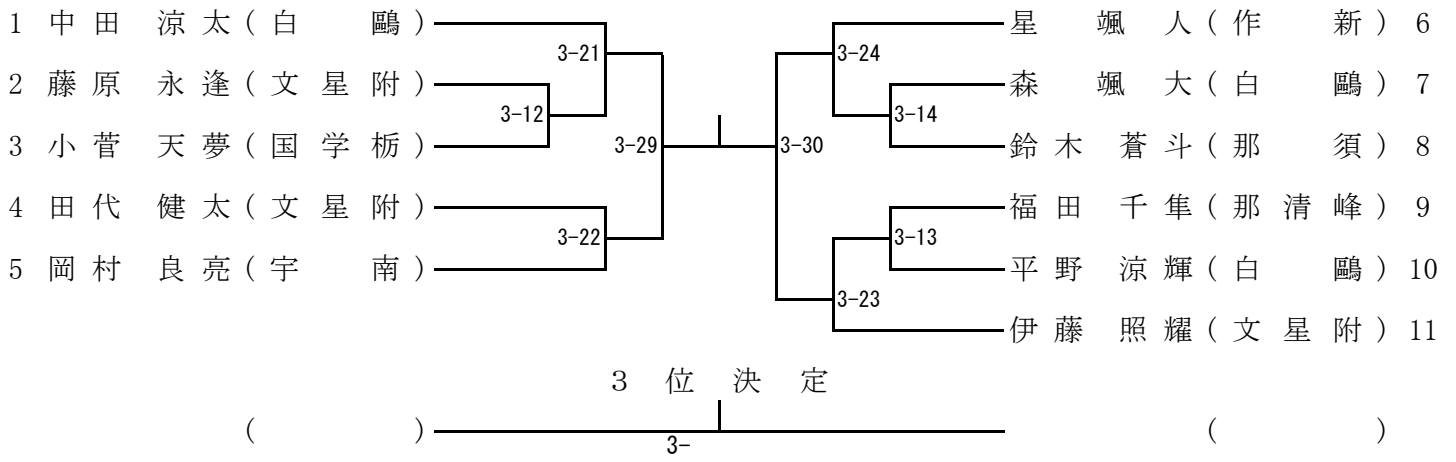 1 中田 涼太(白 鷗)
3-21
2 藤原 永逢(文星附)
3-12
3 小菅 天夢(国学栃)
3-29
4 田代 健太(文星附)
3-22
5 岡村 良亮(宇 南)
星 颯人(作 新) 6
3-24
森 颯大(白 鷗) 7
3-14
鈴木 蒼斗(那 須) 8
3-30
福田 千隼(那清峰) 9
3-13
平野 涼輝(白 鷗) 10
3-23
伊藤 照耀(文星附) 11
3 位 決 定
( )
3-
( )